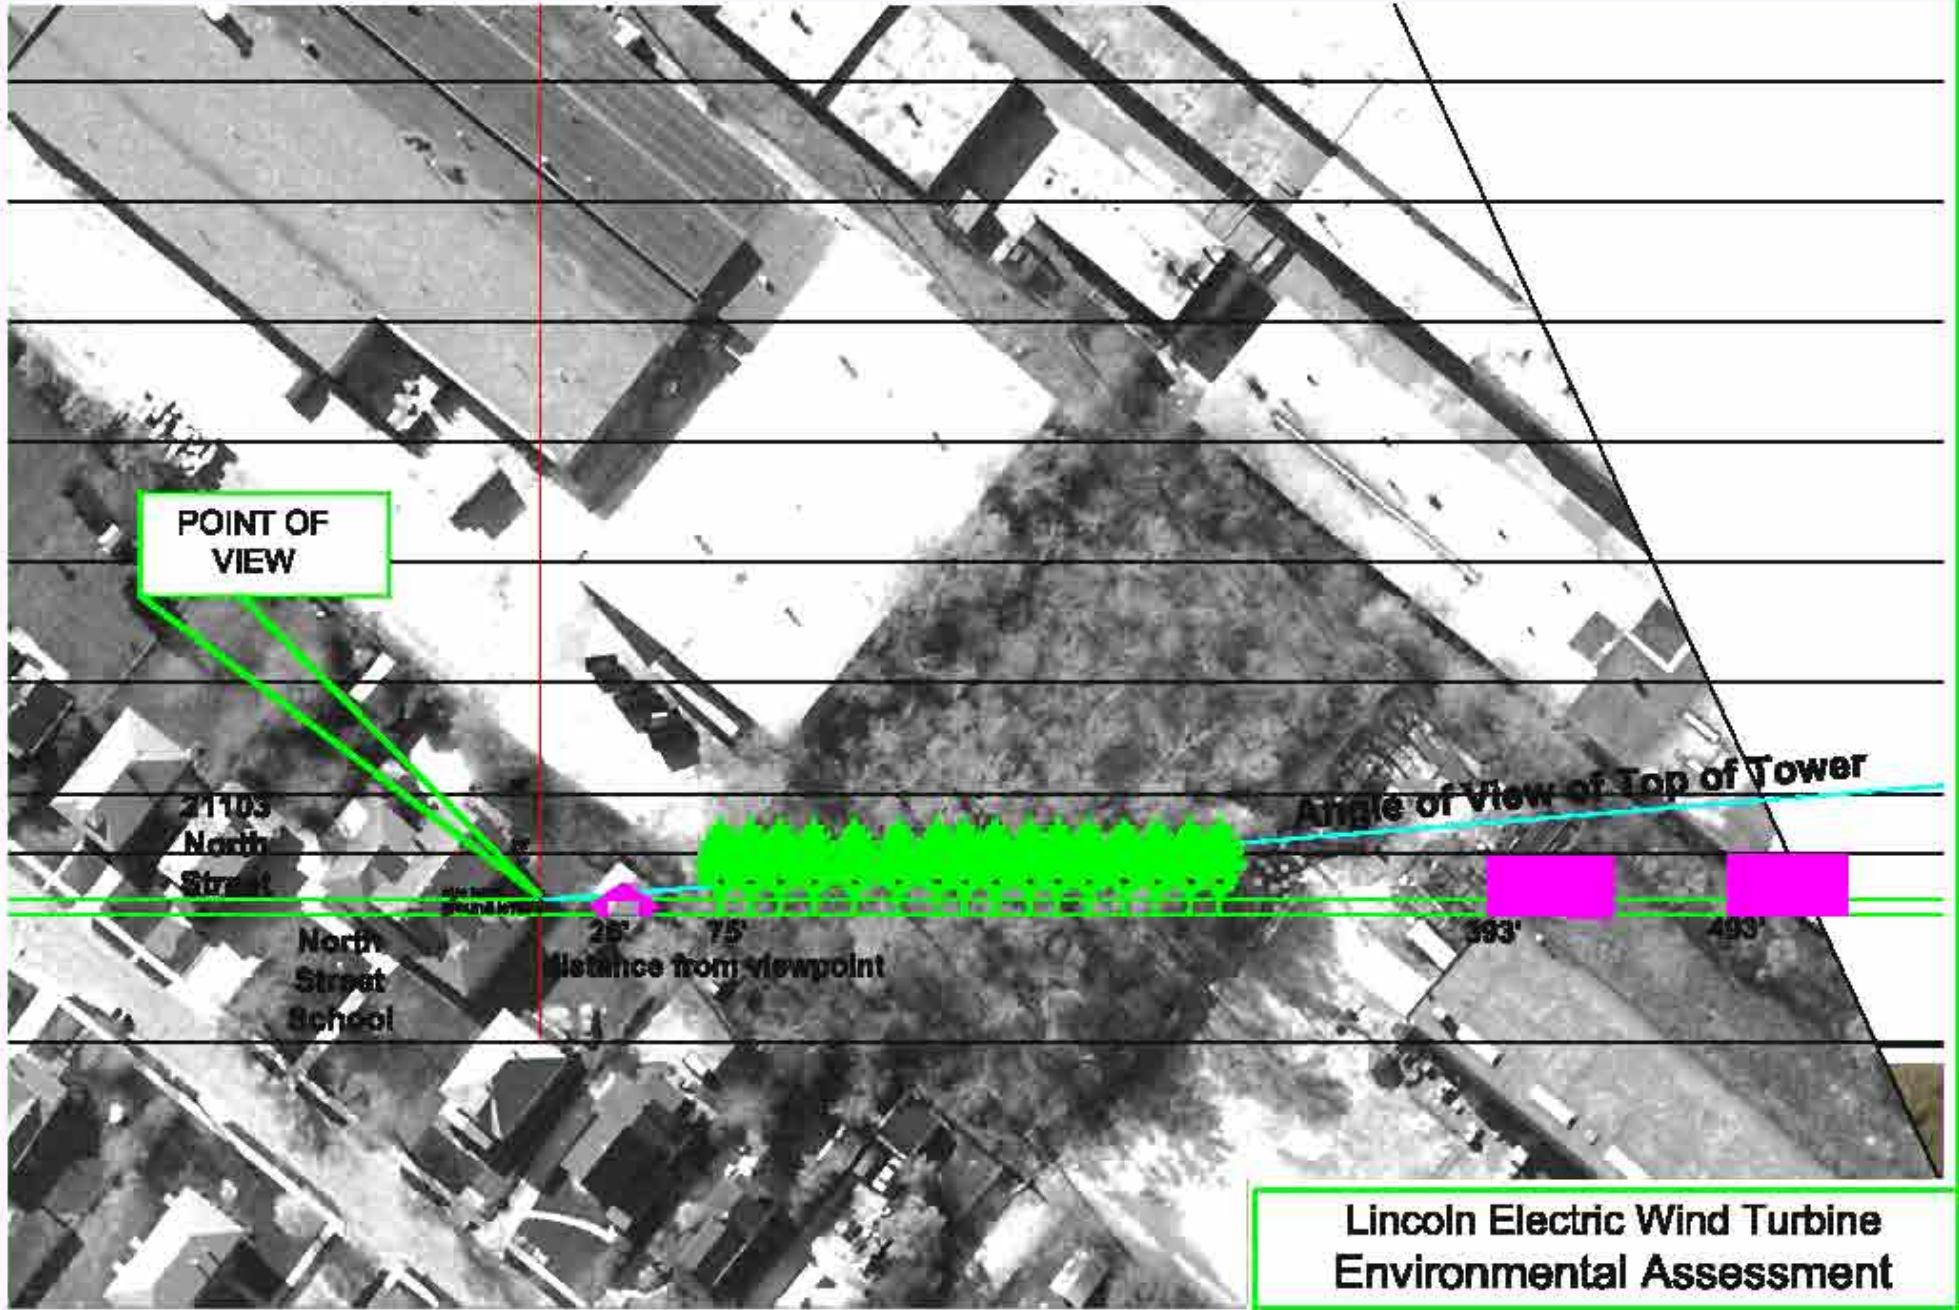 POINT OF
VIEW
Angle of View of Top of Tower
21103
North
Street
North
Street
School
25'
75'
393'
493'
distance from viewpoint
Lincoln Electric Wind Turbine
Environmental Assessment